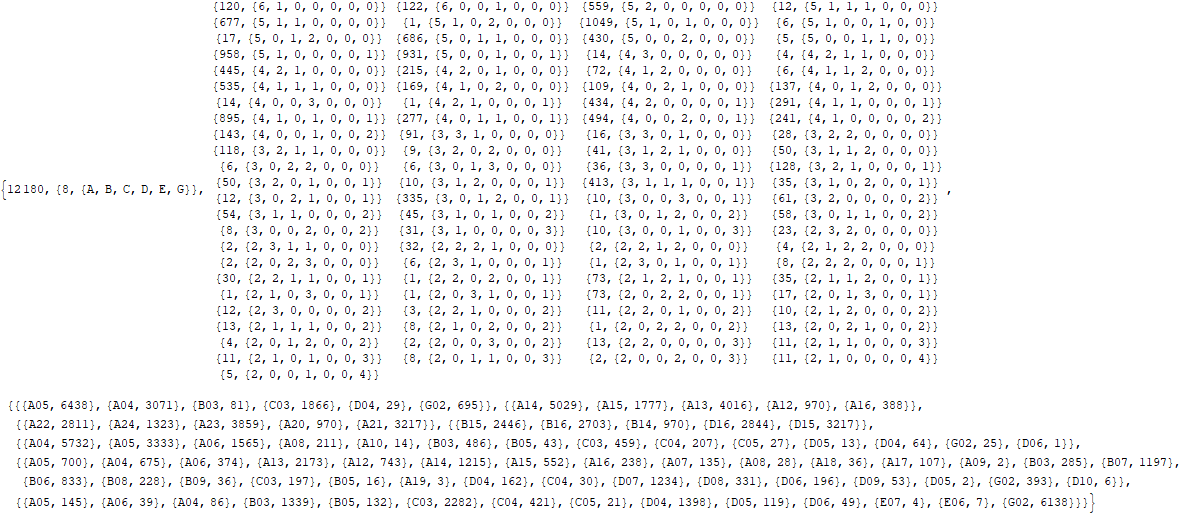 {120, {6, 1, 0, 0, 0, 0, 0}} {122, {6, 0, 0, 1, 0, 0, 0}} {559, {5, 2, 0, 0, 0, 0, 0}} {12, {5, 1, 1, 1, 0, 0, 0}}
{677, {5, 1, 1, 0, 0, 0, 0}} {1, {5, 1, 0, 2, 0, 0, 0}} {1049, {5, 1, 0, 1, 0, 0, 0}} {6, {5, 1, 0, 0, 1, 0, 0}}
{17, {5, 0, 1, 2, 0, 0, 0}} {686, {5, 0, 1, 1, 0, 0, 0}} {430, {5, 0, 0, 2, 0, 0, 0}} {5, {5, 0, 0, 1, 1, 0, 0}}
{958, {5, 1, 0, 0, 0, 0, 1}} {931, {5, 0, 0, 1, 0, 0, 1}} {14, {4, 3, 0, 0, 0, 0, 0}} {4, {4, 2, 1, 1, 0, 0, 0}}
{445, {4, 2, 1, 0, 0, 0, 0}} {215, {4, 2, 0, 1, 0, 0, 0}} {72, {4, 1, 2, 0, 0, 0, 0}} {6, {4, 1, 1, 2, 0, 0, 0}}
{535, {4, 1, 1, 1, 0, 0, 0}} {169, {4, 1, 0, 2, 0, 0, 0}} {109, {4, 0, 2, 1, 0, 0, 0}} {137, {4, 0, 1, 2, 0, 0, 0}}
{14, {4, 0, 0, 3, 0, 0, 0}} {1, {4, 2, 1, 0, 0, 0, 1}} {434, {4, 2, 0, 0, 0, 0, 1}} {291, {4, 1, 1, 0, 0, 0, 1}}
{895, {4, 1, 0, 1, 0, 0, 1}} {277, {4, 0, 1, 1, 0, 0, 1}} {494, {4, 0, 0, 2, 0, 0, 1}} {241, {4, 1, 0, 0, 0, 0, 2}}
{143, {4, 0, 0, 1, 0, 0, 2}} {91, {3, 3, 1, 0, 0, 0, 0}} {16, {3, 3, 0, 1, 0, 0, 0}} {28, {3, 2, 2, 0, 0, 0, 0}}
{118, {3, 2, 1, 1, 0, 0, 0}} {9, {3, 2, 0, 2, 0, 0, 0}} {41, {3, 1, 2, 1, 0, 0, 0}} {50, {3, 1, 1, 2, 0, 0, 0}}
{6, {3, 0, 2, 2, 0, 0, 0}} {6, {3, 0, 1, 3, 0, 0, 0}} {36, {3, 3, 0, 0, 0, 0, 1}} {128, {3, 2, 1, 0, 0, 0, 1}}
{12180, {8, {A, B, C, D, E, G}}, {50, {3, 2, 0, 1, 0, 0, 1}} {10, {3, 1, 2, 0, 0, 0, 1}} {413, {3, 1, 1, 1, 0, 0, 1}} {35, {3, 1, 0, 2, 0, 0, 1}} ,
{12, {3, 0, 2, 1, 0, 0, 1}} {335, {3, 0, 1, 2, 0, 0, 1}} {10, {3, 0, 0, 3, 0, 0, 1}} {61, {3, 2, 0, 0, 0, 0, 2}}
{54, {3, 1, 1, 0, 0, 0, 2}} {45, {3, 1, 0, 1, 0, 0, 2}} {1, {3, 0, 1, 2, 0, 0, 2}} {58, {3, 0, 1, 1, 0, 0, 2}}
{8, {3, 0, 0, 2, 0, 0, 2}} {31, {3, 1, 0, 0, 0, 0, 3}} {10, {3, 0, 0, 1, 0, 0, 3}} {23, {2, 3, 2, 0, 0, 0, 0}}
{2, {2, 3, 1, 1, 0, 0, 0}} {32, {2, 2, 2, 1, 0, 0, 0}} {2, {2, 2, 1, 2, 0, 0, 0}} {4, {2, 1, 2, 2, 0, 0, 0}}
{2, {2, 0, 2, 3, 0, 0, 0}} {6, {2, 3, 1, 0, 0, 0, 1}} {1, {2, 3, 0, 1, 0, 0, 1}} {8, {2, 2, 2, 0, 0, 0, 1}}
{30, {2, 2, 1, 1, 0, 0, 1}} {1, {2, 2, 0, 2, 0, 0, 1}} {73, {2, 1, 2, 1, 0, 0, 1}} {35, {2, 1, 1, 2, 0, 0, 1}}
{1, {2, 1, 0, 3, 0, 0, 1}} {1, {2, 0, 3, 1, 0, 0, 1}} {73, {2, 0, 2, 2, 0, 0, 1}} {17, {2, 0, 1, 3, 0, 0, 1}}
{12, {2, 3, 0, 0, 0, 0, 2}} {3, {2, 2, 1, 0, 0, 0, 2}} {11, {2, 2, 0, 1, 0, 0, 2}} {10, {2, 1, 2, 0, 0, 0, 2}}
{13, {2, 1, 1, 1, 0, 0, 2}} {8, {2, 1, 0, 2, 0, 0, 2}} {1, {2, 0, 2, 2, 0, 0, 2}} {13, {2, 0, 2, 1, 0, 0, 2}}
{4, {2, 0, 1, 2, 0, 0, 2}} {2, {2, 0, 0, 3, 0, 0, 2}} {13, {2, 2, 0, 0, 0, 0, 3}} {11, {2, 1, 1, 0, 0, 0, 3}}
{11, {2, 1, 0, 1, 0, 0, 3}} {8, {2, 0, 1, 1, 0, 0, 3}} {2, {2, 0, 0, 2, 0, 0, 3}} {11, {2, 1, 0, 0, 0, 0, 4}}
{5, {2, 0, 0, 1, 0, 0, 4}}
{{{A05, 6438}, {A04, 3071}, {B03, 81}, {C03, 1866}, {D04, 29}, {G02, 695}}, {{A14, 5029}, {A15, 1777}, {A13, 4016}, {A12, 970}, {A16, 388}},
{{A22, 2811}, {A24, 1323}, {A23, 3859}, {A20, 970}, {A21, 3217}}, {{B15, 2446}, {B16, 2703}, {B14, 970}, {D16, 2844}, {D15, 3217}},
{{A04, 5732}, {A05, 3333}, {A06, 1565}, {A08, 211}, {A10, 14}, {B03, 486}, {B05, 43}, {C03, 459}, {C04, 207}, {C05, 27}, {D05, 13}, {D04, 64}, {G02, 25}, {D06, 1}},
{{A05, 700}, {A04, 675}, {A06, 374}, {A13, 2173}, {A12, 743}, {A14, 1215}, {A15, 552}, {A16, 238}, {A07, 135}, {A08, 28}, {A18, 36}, {A17, 107}, {A09, 2}, {B03, 285}, {B07, 1197},
{B06, 833}, {B08, 228}, {B09, 36}, {C03, 197}, {B05, 16}, {A19, 3}, {D04, 162}, {C04, 30}, {D07, 1234}, {D08, 331}, {D06, 196}, {D09, 53}, {D05, 2}, {G02, 393}, {D10, 6}},
{{A05, 145}, {A06, 39}, {A04, 86}, {B03, 1339}, {B05, 132}, {C03, 2282}, {C04, 421}, {C05, 21}, {D04, 1398}, {D05, 119}, {D06, 49}, {E07, 4}, {E06, 7}, {G02, 6138}}}}